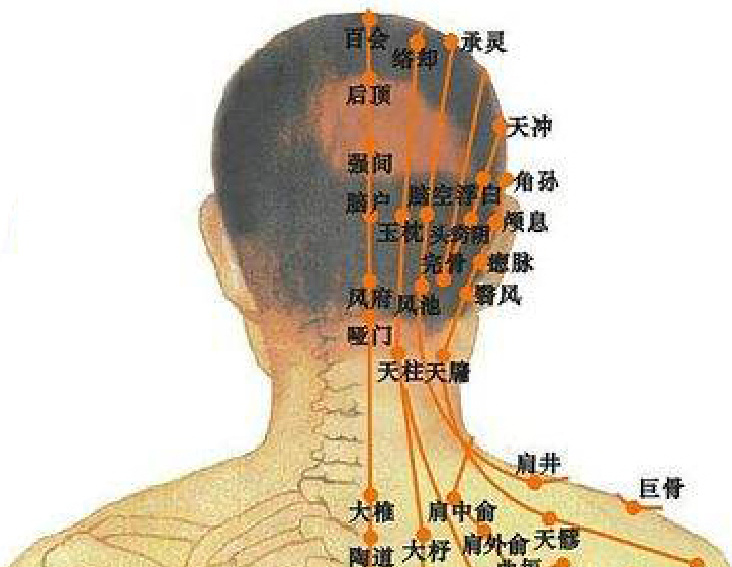 百会
络却
承灵
后顶
天冲
强间
角孙
脑户
脑空
浮白
玉枕
头窍阴
颅息
完骨
瘛脉
风府
风池
翳风
哑门
天柱
天牖
肩井
巨骨
大椎
肩中俞
陶道
大杼
肩外俞
天髎
曲垣